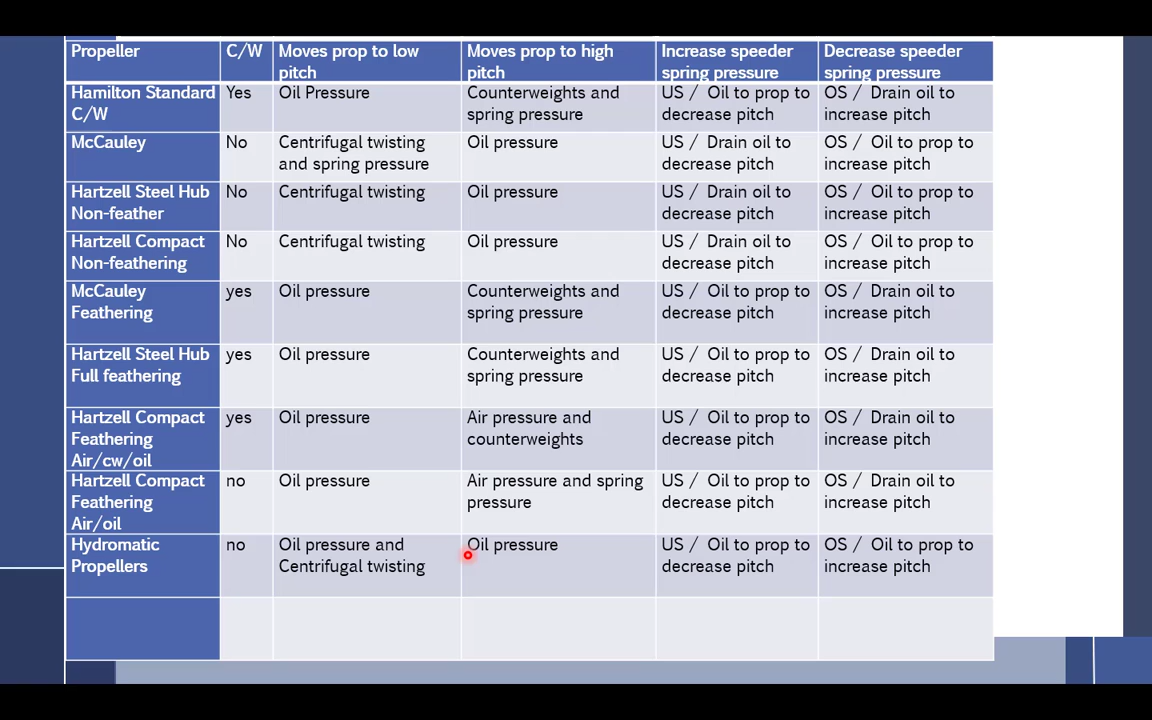 Propeller
C/W
Moves prop to low
pitch
Moves prop to high
pitch
Increase speeder
spring pressure
Decrease speeder
spring pressure
Hamilton Standard
C/W
Yes
Oil Pressure
Counterweights and
spring pressure
US / Oil to prop to
decrease pitch
OS / Drain oil to
increase pitch
McCauley
No
Centrifugal twisting
and spring pressure
Oil pressure
US / Drain oil to
decrease pitch
OS / Oil to prop to
increase pitch
Hartzell Steel Hub
Non-feather
No
Centrifugal twisting
Oil pressure
US / Drain oil to
decrease pitch
OS / Oil to prop to
increase pitch
Hartzell Compact
Non-feathering
No
Centrifugal twisting
Oil pressure
US / Drain oil to
decrease pitch
OS / Oil to prop to
increase pitch
McCauley
Feathering
yes
Oil pressure
Counterweights and
spring pressure
US / Oil to prop to
decrease pitch
OS / Drain oil to
increase pitch
Hartzell Steel Hub
Full feathering
yes
Oil pressure
Counterweights and
spring pressure
US / Oil to prop to
decrease pitch
OS / Drain oil to
increase pitch
Hartzell Compact
Feathering
Air/cw/oil
yes
Oil pressure
Air pressure and
counterweights
US / Oil to prop to
decrease pitch
OS / Drain oil to
increase pitch
Hartzell Compact
Feathering
Air/oil
no
Oil pressure
Air pressure and spring
pressure
US / Oil to prop to
decrease pitch
OS / Drain oil to
increase pitch
Hydromatic
Propellers
no
Oil pressure and
Centrifugal twisting
Oil pressure
US / Oil to prop to
decrease pitch
OS / Oil to prop to
increase pitch